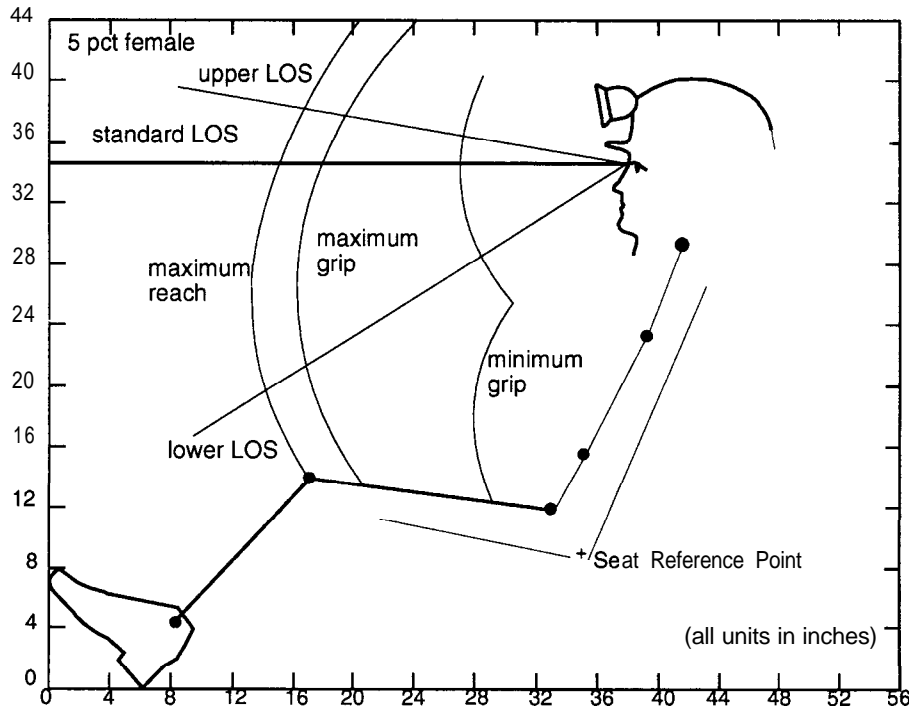 44
5 pct female
upper LOS
40
36
standard LOS
32
maximum
grip
28
maximum
reach
24
20
minimum
grip
16
lower LOS
12
8
+ Seat Reference Point
4
(all units in inches)
0
0 4 8 12 16 20 24 28 33 36 40 44 48 52 56